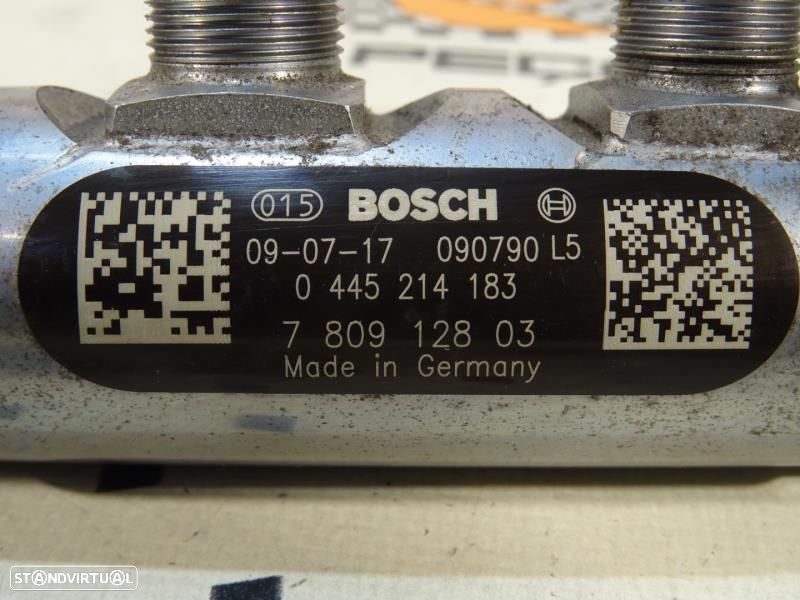 PEÇAS
015 BOSCH
09-07-17 090790 L5
0 445 214 183
7 809 128 03
Made in Germany
STANDVIRTUAL